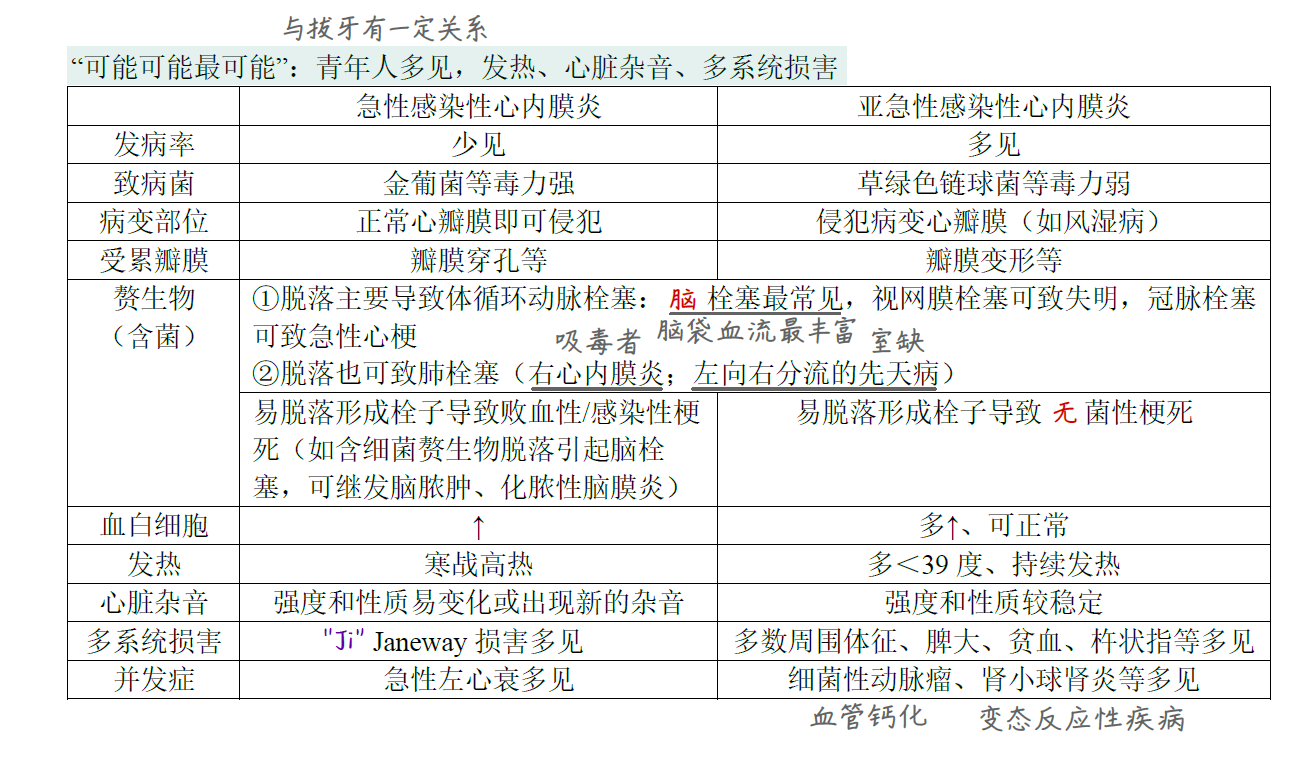 与拔牙有一定关系
“可能可能最可能”：青年人多见，发热、心脏杂音、多系统损害
急性感染性心内膜炎 亚急性感染性心内膜炎
发病率 少见 多见
致病菌 金葡菌等毒力强 草绿色链球菌等毒力弱
病变部位 正常心瓣膜即可侵犯 侵犯病变心瓣膜（如风湿病）
受累瓣膜 瓣膜穿孔等 瓣膜变形等
赘生物
（含菌）
①脱落主要导致体循环动脉栓塞：脑 栓塞最常见，视网膜栓塞可致失明，冠脉栓塞
可致急性心梗
吸毒者 脑袋血流最丰富 室缺
②脱落也可致肺栓塞（右心内膜炎；左向右分流的先天病）
易脱落形成栓子导致败血性/感染性梗
死（如含细菌赘生物脱落引起脑栓
塞，可继发脑脓肿、化脓性脑膜炎）
易脱落形成栓子导致 无 菌性梗死
血白细胞 ↑ 多↑、可正常
发热 寒战高热 多＜39 度、持续发热
心脏杂音 强度和性质易变化或出现新的杂音 强度和性质较稳定
多系统损害 "Ji" Janeway 损害多见 多数周围体征、脾大、贫血、杵状指等多见
并发症 急性左心衰多见 细菌性动脉瘤、肾小球肾炎等多见
血管钙化 变态反应性疾病